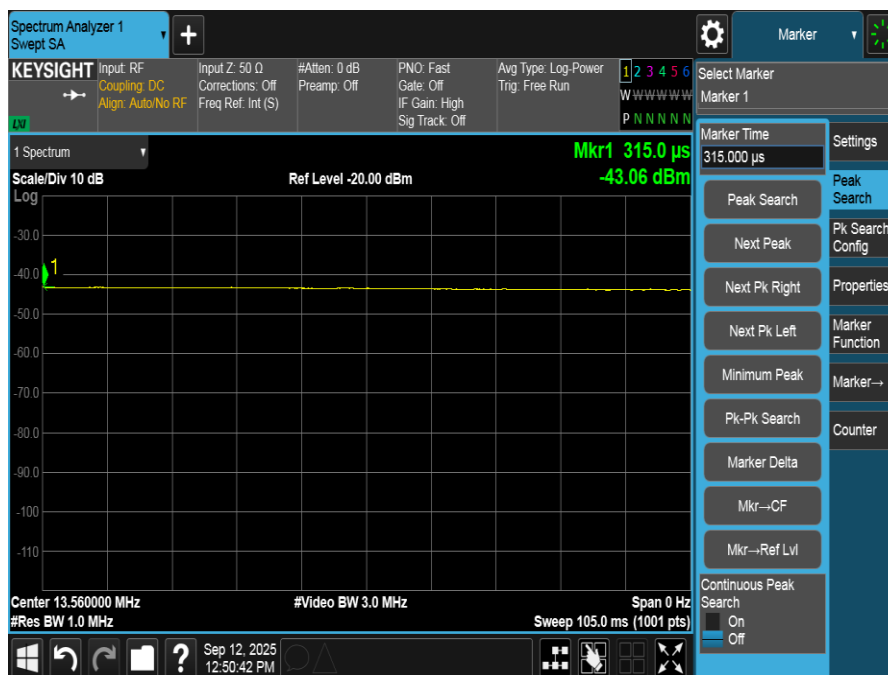 Spectrum Analyzer 1
Swept SA
+
Marker
KEYSIGHT
Input: RF
Coupling: DC
Align: Auto/No RF
Input Z: 50 Ω
Corrections: Off
Freq Ref: Int (S)
#Atten: 0 dB
Preamp: Off
PNO: Fast
Gate: Off
IF Gain: High
Sig Track: Off
Avg Type: Log-Power
Trig: Free Run
1 2 3 4 5 6
W W W W W W
P N N N N N
LXI
Select Marker
Marker 1
1 Spectrum
Mkr1 315.0 µs
-43.06 dBm
Scale/Div 10 dB
Ref Level -20.00 dBm
Log
-30.0
-40.0
-50.0
-60.0
-70.0
-80.0
-90.0
-100
-110
1
Center 13.560000 MHz
#Video BW 3.0 MHz
Span 0 Hz
#Res BW 1.0 MHz
Sweep 105.0 ms (1001 pts)
Marker Time
315.000 µs
Peak Search
Next Peak
Next Pk Right
Next Pk Left
Minimum Peak
Pk-Pk Search
Marker Delta
Mkr→CF
Mkr→Ref Lvl
Continuous Peak
Search
On
Off
Settings
Peak
Search
Pk Search
Config
Properties
Marker
Function
Marker→
Counter
?
Sep 12, 2025
12:50:42 PM